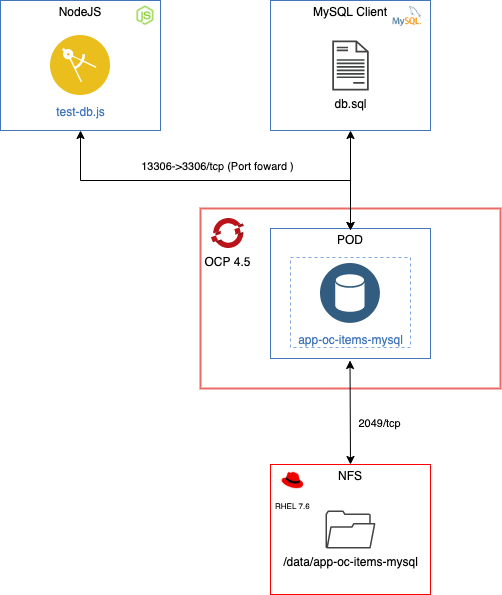 NodeJS
JS
test-db.js
MySQL Client
MySQL
db.sql
13306->3306/tcp (Port foward )
OCP 4.5
POD
app-oc-items-mysql
2049/tcp
NFS
RHEL 7.6
/data/app-oc-items-mysql